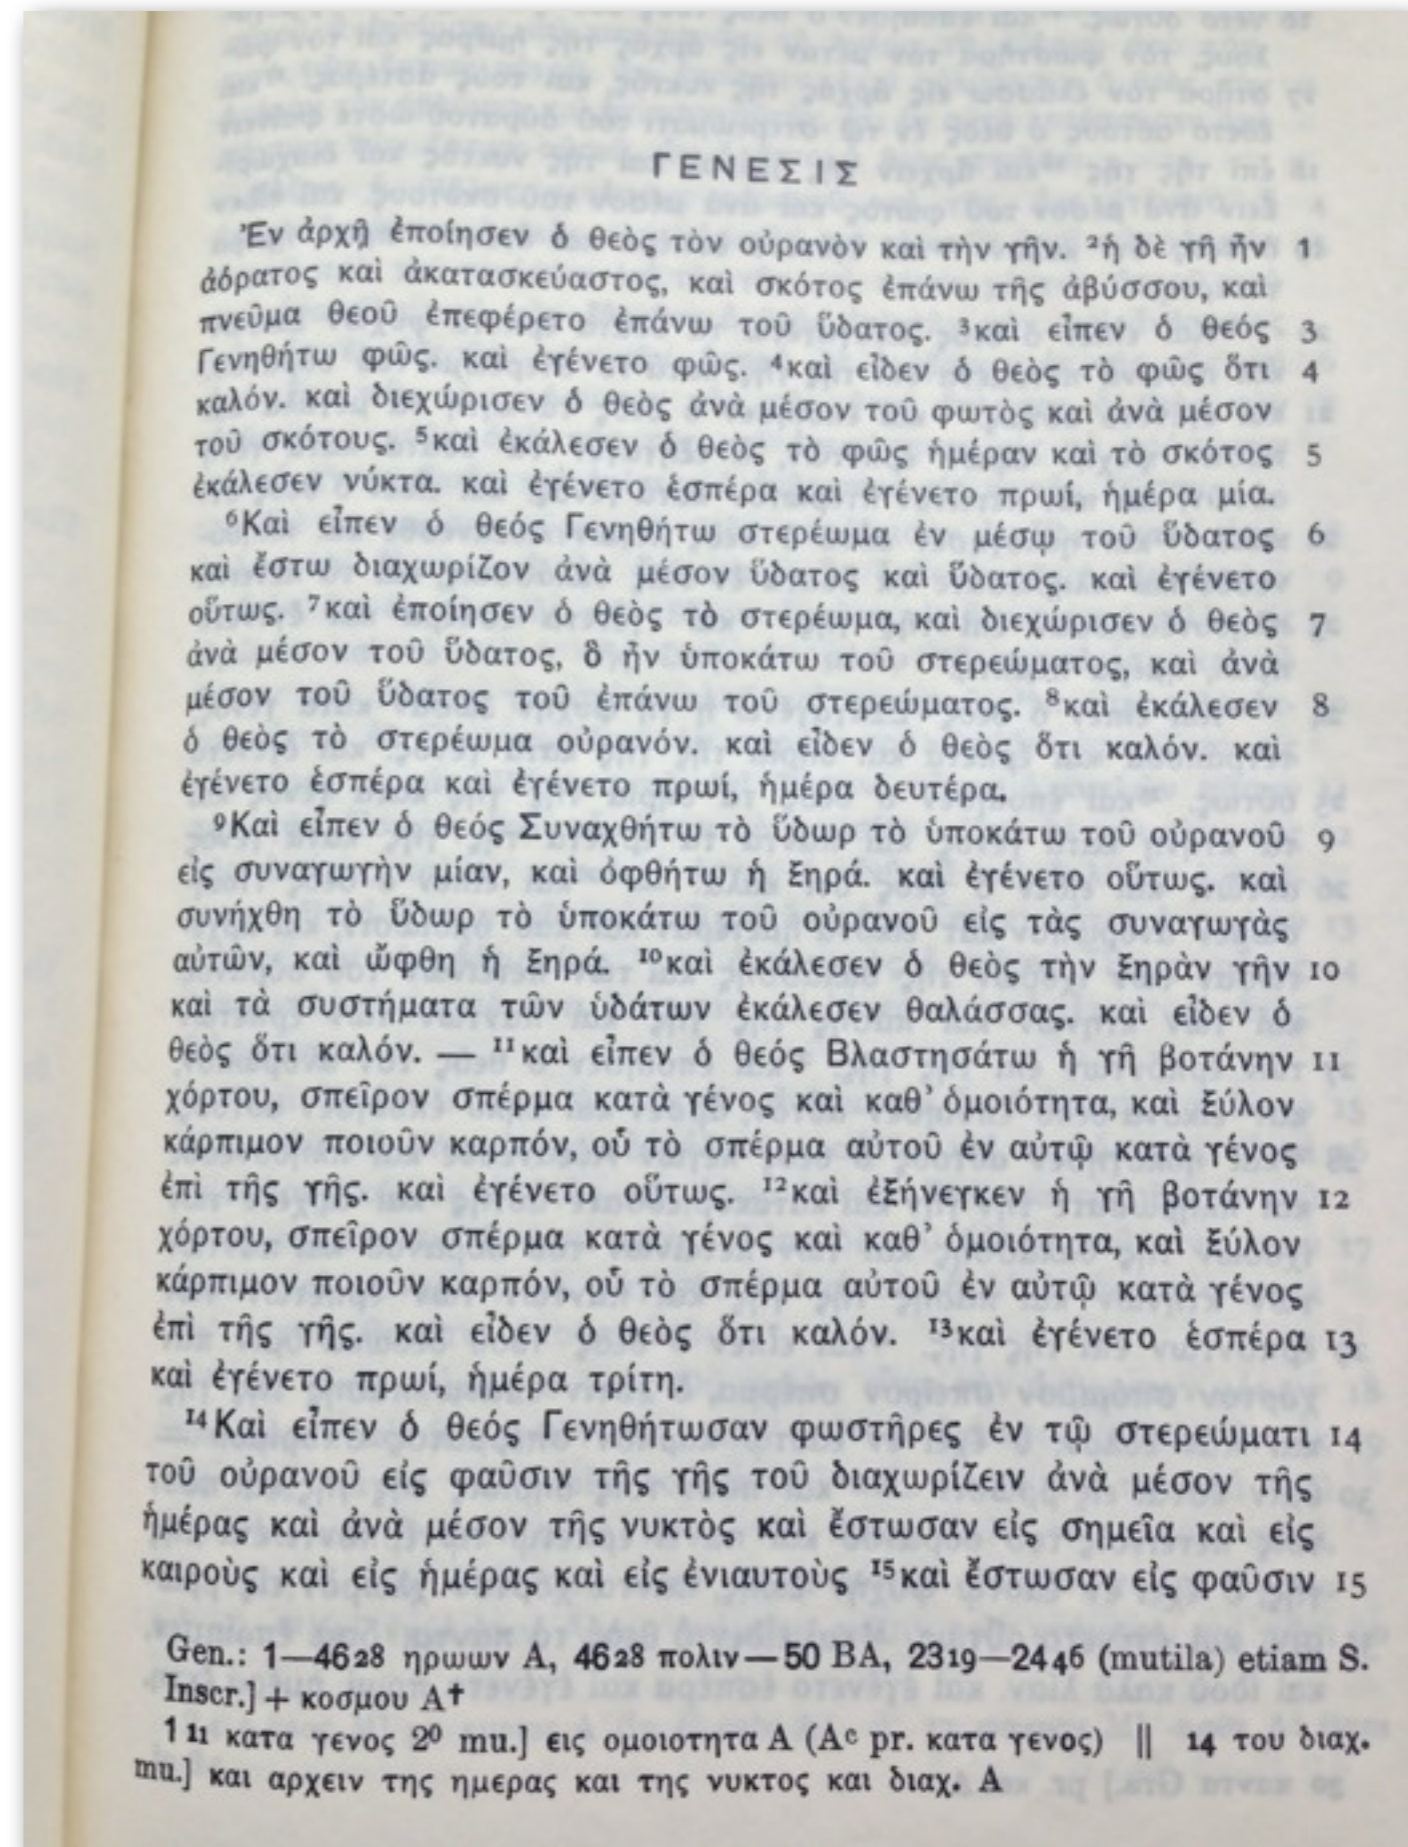 ΓΕΝΕΣΙΣ
Ἐν ἀρχῇ ἐποίησεν ὁ θεὸς τὸν οὐρανὸν καὶ τὴν γῆν. ²ἡ δὲ γῆ ἦν 1
ἀόρατος καὶ ἀκατασκεύαστος, καὶ σκότος ἐπάνω τῆς ἀβύσσου, καὶ
πνεῦμα θεοῦ ἐπεφέρετο ἐπάνω τοῦ ὕδατος. ³καὶ εἶπεν ὁ θεός 3
Γενηθήτω φῶς. καὶ ἐγένετο φῶς. ⁴καὶ εἶδεν ὁ θεὸς τὸ φῶς ὅτι 4
καλόν. καὶ διεχώρισεν ὁ θεὸς ἀνὰ μέσον τοῦ φωτὸς καὶ ἀνὰ μέσον
τοῦ σκότους. ⁵καὶ ἐκάλεσεν ὁ θεὸς τὸ φῶς ἡμέραν καὶ τὸ σκότος 5
ἐκάλεσεν νύκτα. καὶ ἐγένετο ἑσπέρα καὶ ἐγένετο πρωί, ἡμέρα μία.
⁶Καὶ εἶπεν ὁ θεός Γενηθήτω στερέωμα ἐν μέσῳ τοῦ ὕδατος 6
καὶ ἔστω διαχωρίζον ἀνὰ μέσον ὕδατος καὶ ὕδατος. καὶ ἐγένετο
οὕτως. ⁷καὶ ἐποίησεν ὁ θεὸς τὸ στερέωμα, καὶ διεχώρισεν ὁ θεὸς 7
ἀνὰ μέσον τοῦ ὕδατος, ὃ ἦν ὑποκάτω τοῦ στερεώματος, καὶ ἀνὰ
μέσον τοῦ ὕδατος τοῦ ἐπάνω τοῦ στερεώματος. ⁸καὶ ἐκάλεσεν 8
ὁ θεὸς τὸ στερέωμα οὐρανόν. καὶ εἶδεν ὁ θεὸς ὅτι καλόν. καὶ
ἐγένετο ἑσπέρα καὶ ἐγένετο πρωί, ἡμέρα δευτέρα.
⁹Καὶ εἶπεν ὁ θεός Συναχθήτω τὸ ὕδωρ τὸ ὑποκάτω τοῦ οὐρανοῦ 9
εἰς συναγωγὴν μίαν, καὶ ὀφθήτω ἡ ξηρά. καὶ ἐγένετο οὕτως. καὶ
συνήχθη τὸ ὕδωρ τὸ ὑποκάτω τοῦ οὐρανοῦ εἰς τὰς συναγωγὰς
αὐτῶν, καὶ ὤφθη ἡ ξηρά. ¹⁰καὶ ἐκάλεσεν ὁ θεὸς τὴν ξηρὰν γῆν 10
καὶ τὰ συστήματα τῶν ὑδάτων ἐκάλεσεν θαλάσσας. καὶ εἶδεν ὁ
θεὸς ὅτι καλόν. — ¹¹καὶ εἶπεν ὁ θεός Βλαστησάτω ἡ γῆ βοτάνην 11
χόρτου, σπεῖρον σπέρμα κατὰ γένος καὶ καθ’ ὁμοιότητα, καὶ ξύλον
κάρπιμον ποιοῦν καρπόν, οὗ τὸ σπέρμα αὐτοῦ ἐν αὐτῷ κατὰ γένος
ἐπὶ τῆς γῆς. καὶ ἐγένετο οὕτως. ¹²καὶ ἐξήνεγκεν ἡ γῆ βοτάνην 12
χόρτου, σπεῖρον σπέρμα κατὰ γένος καὶ καθ’ ὁμοιότητα, καὶ ξύλον
κάρπιμον ποιοῦν καρπόν, οὗ τὸ σπέρμα αὐτοῦ ἐν αὐτῷ κατὰ γένος
ἐπὶ τῆς γῆς. καὶ εἶδεν ὁ θεὸς ὅτι καλόν. ¹³καὶ ἐγένετο ἑσπέρα 13
καὶ ἐγένετο πρωί, ἡμέρα τρίτη.
¹⁴Καὶ εἶπεν ὁ θεός Γενηθήτωσαν φωστῆρες ἐν τῷ στερεώματι 14
τοῦ οὐρανοῦ εἰς φαῦσιν τῆς γῆς τοῦ διαχωρίζειν ἀνὰ μέσον τῆς
ἡμέρας καὶ ἀνὰ μέσον τῆς νυκτὸς καὶ ἔστωσαν εἰς σημεῖα καὶ εἰς
καιροὺς καὶ εἰς ἡμέρας καὶ εἰς ἐνιαυτοὺς ¹⁵καὶ ἔστωσαν εἰς φαῦσιν 15
Gen.: 1—46 28 ηρωων A, 46 28 πολιν—50 BA, 23 19—24 46 (mutila) etiam S.
Inscr.] + κοσμου A†
1 11 κατα γενος 2⁰ mu.] εις ομοιοτητα A (Aᶜ pr. κατα γενος) || 14 του διαχ.
mu.] και αρχειν της ημερας και της νυκτος και διαχ. A